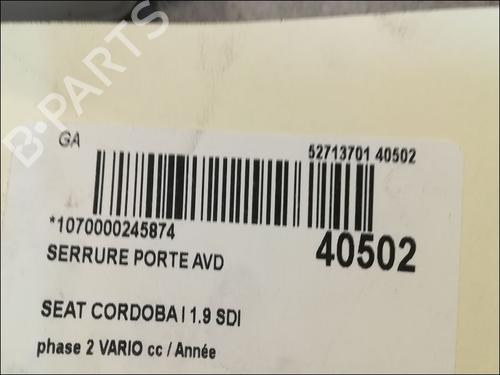 B-PARTS
GA
52713701 40502
*1070000245874
40502
SERRURE PORTE AVD
SEAT CORDOBA I 1.9 SDI
phase 2 VARIO cc / Année